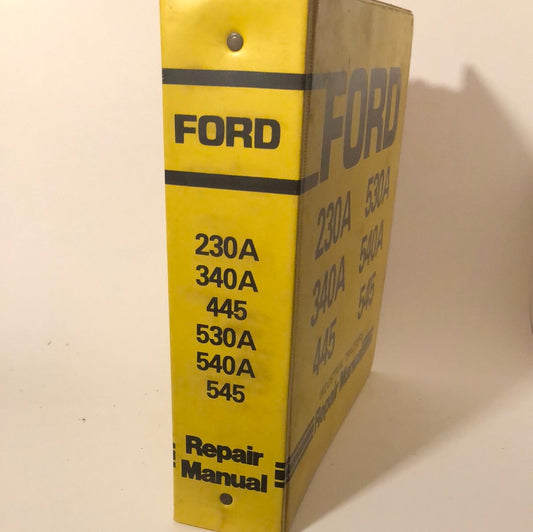 FORD
230A
340A
445
530A
540A
545
Repair
Manual
FORD
230A 530A
340A 540A
445 545
Repair Manual